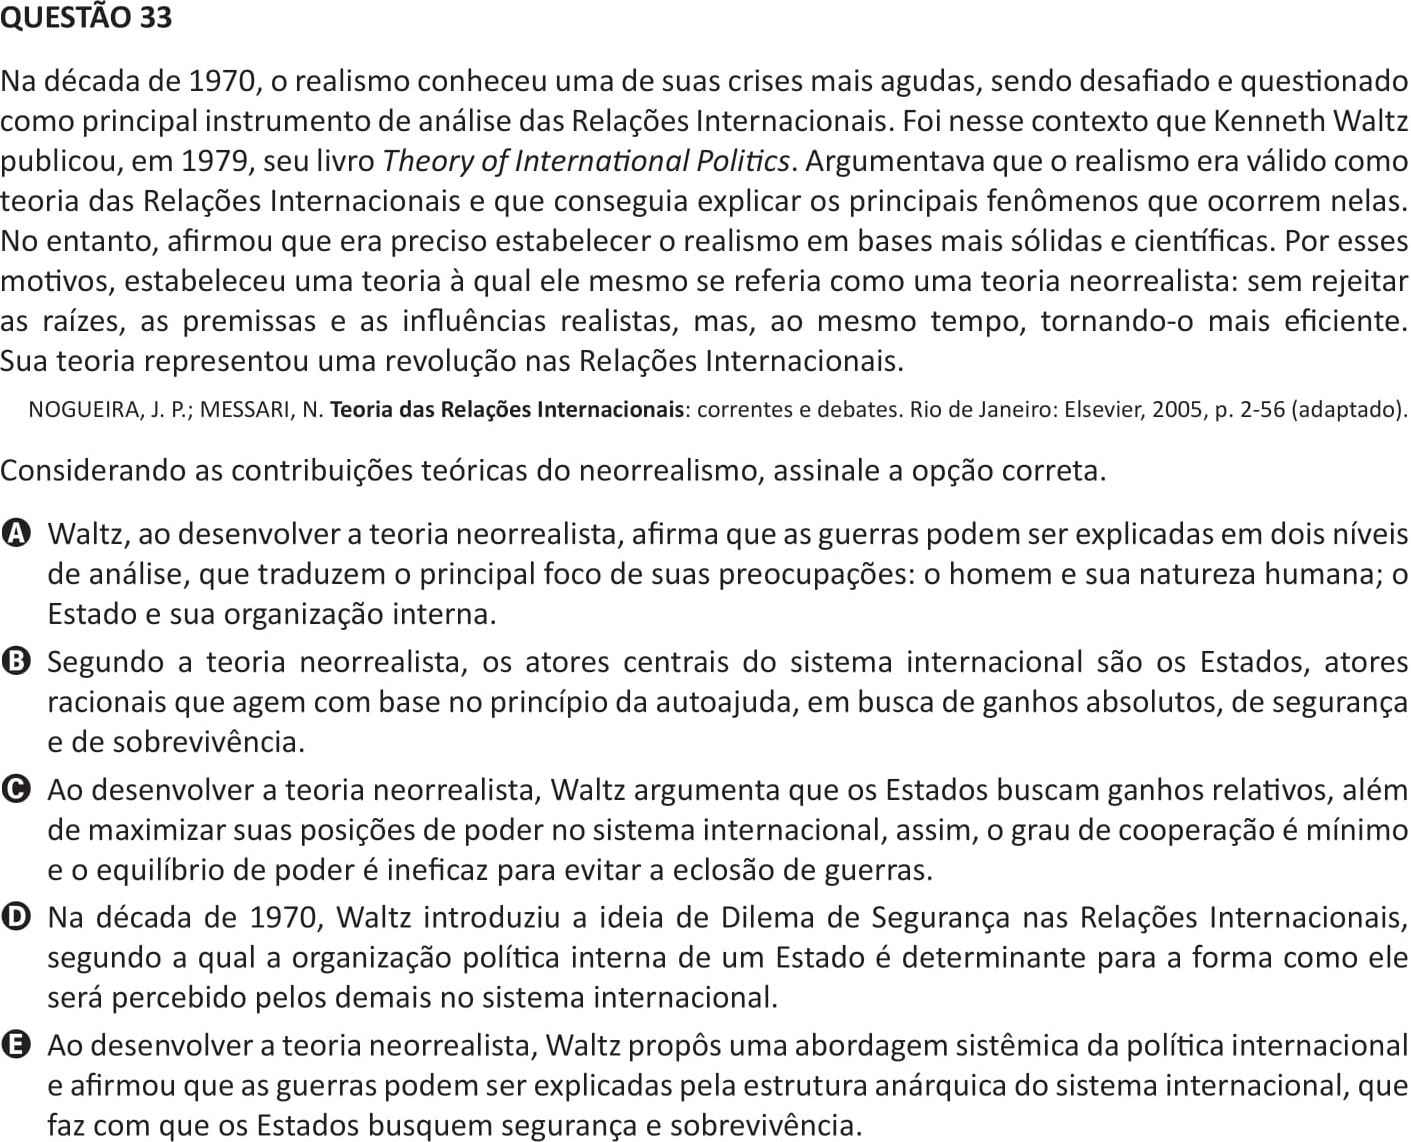 QUESTÃO 33
Na década de 1970, o realismo conheceu uma de suas crises mais agudas, sendo desafiado e questionado
como principal instrumento de análise das Relações Internacionais. Foi nesse contexto que Kenneth Waltz
publicou, em 1979, seu livro Theory of International Politics. Argumentava que o realismo era válido como
teoria das Relações Internacionais e que conseguia explicar os principais fenômenos que ocorrem nelas.
No entanto, afirmou que era preciso estabelecer o realismo em bases mais sólidas e científicas. Por esses
motivos, estabeleceu uma teoria à qual ele mesmo se referia como uma teoria neorrealista: sem rejeitar
as raízes, as premissas e as influências realistas, mas, ao mesmo tempo, tornando-o mais eficiente.
Sua teoria representou uma revolução nas Relações Internacionais.
NOGUEIRA, J. P.; MESSARI, N. Teoria das Relações Internacionais: correntes e debates. Rio de Janeiro: Elsevier, 2005, p. 2-56 (adaptado).
Considerando as contribuições teóricas do neorrealismo, assinale a opção correta.
A Waltz, ao desenvolver a teoria neorrealista, afirma que as guerras podem ser explicadas em dois níveis
de análise, que traduzem o principal foco de suas preocupações: o homem e sua natureza humana; o
Estado e sua organização interna.
B Segundo a teoria neorrealista, os atores centrais do sistema internacional são os Estados, atores
racionais que agem com base no princípio da autoajuda, em busca de ganhos absolutos, de segurança
e de sobrevivência.
C Ao desenvolver a teoria neorrealista, Waltz argumenta que os Estados buscam ganhos relativos, além
de maximizar suas posições de poder no sistema internacional, assim, o grau de cooperação é mínimo
e o equilíbrio de poder é ineficaz para evitar a eclosão de guerras.
D Na década de 1970, Waltz introduziu a ideia de Dilema de Segurança nas Relações Internacionais,
segundo a qual a organização política interna de um Estado é determinante para a forma como ele
será percebido pelos demais no sistema internacional.
E Ao desenvolver a teoria neorrealista, Waltz propôs uma abordagem sistêmica da política internacional
e afirmou que as guerras podem ser explicadas pela estrutura anárquica do sistema internacional, que
faz com que os Estados busquem segurança e sobrevivência.